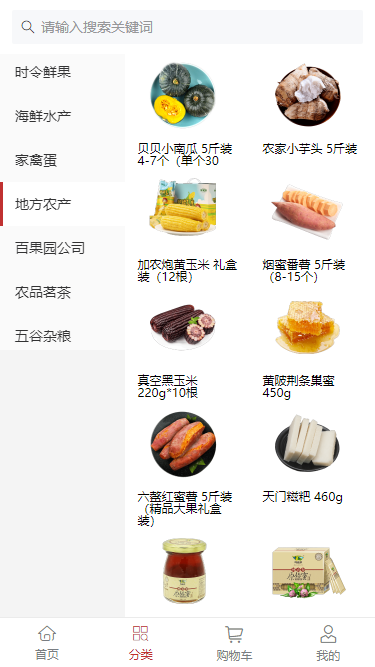 请输入搜索关键词
时令鲜果
海鲜水产
家禽蛋
地方农产
百果园公司
农品茗茶
五谷杂粮
贝贝小南瓜 5斤装
4-7个（单个30
农家小芋头 5斤装
加农炮黄玉米 礼盒
装（12根）
烟蜜番薯 5斤装
（8-15个）
真空黑玉米
220g*10根
黄陂荆条巢蜜
450g
六鳌红蜜薯 5斤装
（精品大果礼盒
装）
天门糍粑 460g
首页
分类
购物车
我的